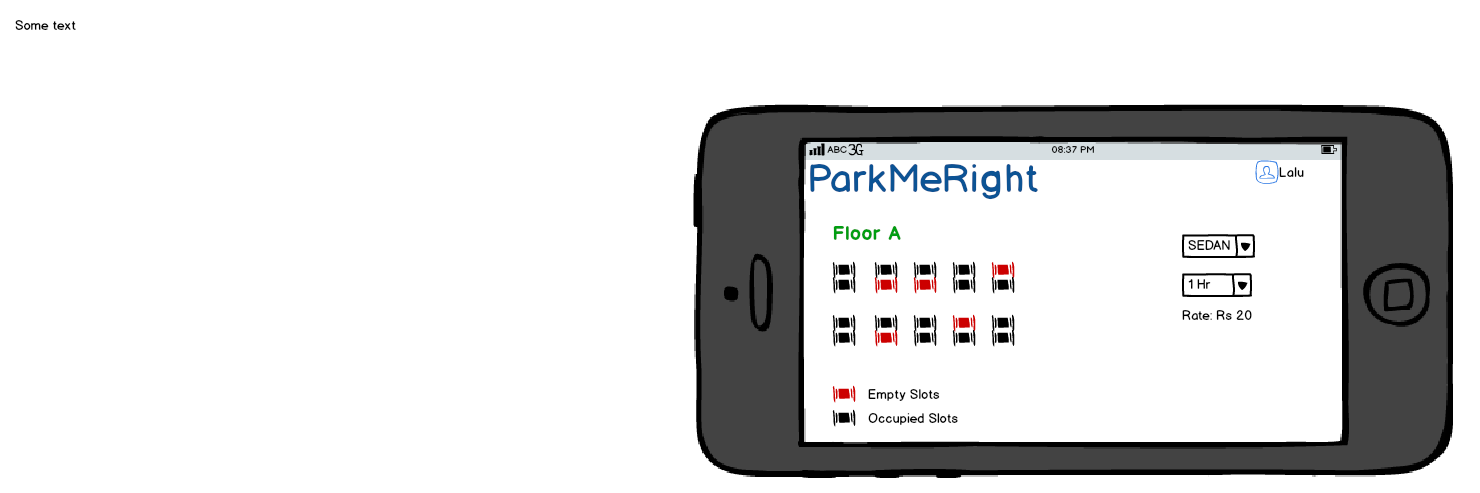 Some text
ABC 3G 08:37 PM
ParkMeRight
Lalu
Floor A
SEDAN
1 Hr
Rate: Rs 20
Empty Slots
Occupied Slots